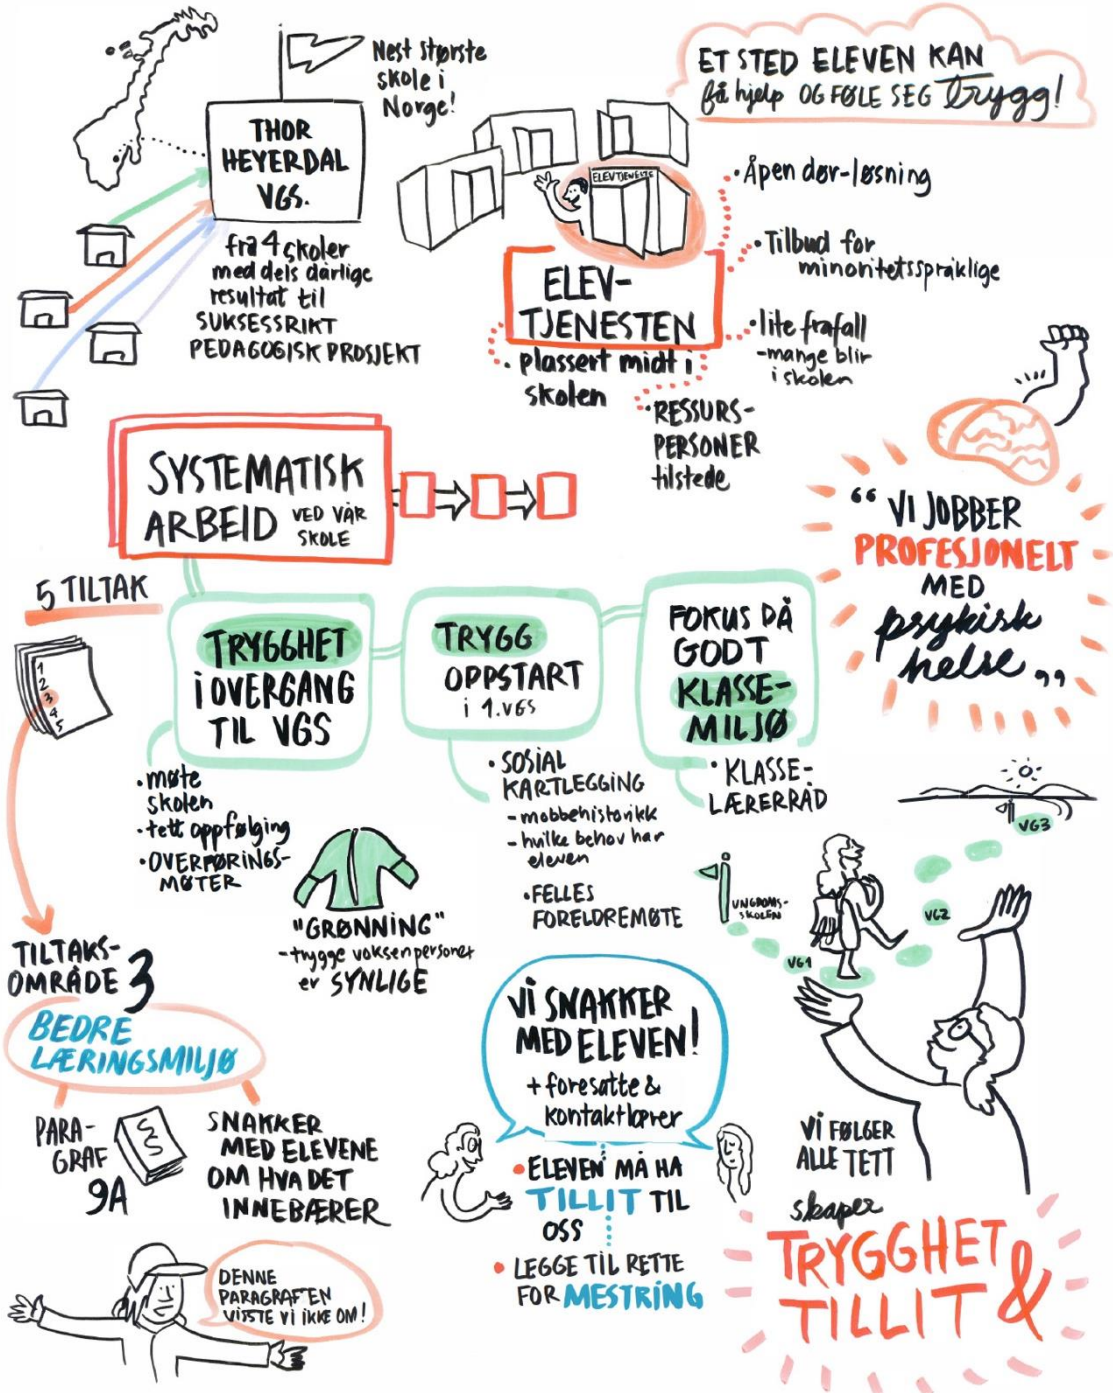 Nest største
skole i
Norge!
THOR
HEYERDAL
VGS.
fra 4 skoler
med dels dårlige
resultat til
SUKSESSRIKT
PEDAGOGISK PROSJEKT
ET STED ELEVEN KAN
få hjelp OG FØLE SEG trygg!
ELEVTJENESTE
ELEV-
TJENESTEN
• Åpen dør-løsning
• Tilbud for
minoritetsspråklige
• lite frafall
- mange blir
i skolen
• plassert midt i
skolen
• RESSURS-
PERSONER
tilstede
SYSTEMATISK
ARBEID VED VÅR
SKOLE
“ VI JOBBER
PROFESJONELT
MED
psykisk
helse „
5 TILTAK
1
2
3
4
5
TRYGGHET
i OVERGANG
TIL VGS
• møte
skolen
• tett oppfølging
• OVERFØRINGS-
MØTER
"GRØNNING"
- trygge voksenpersoner
er SYNLIGE
TRYGG
OPPSTART
i 1.VGS
• SOSIAL
KARTLEGGING
- mobbehistorikk
- hvilke behov har
eleven
• FELLES
FORELDREMØTE
FOKUS PÅ
GODT
KLASSE-
MILJØ
• KLASSE-
LÆRERRÅD
UNGDOMS-
SKOLEN
VG1
VG2
VG3
TILTAKS-
OMRÅDE 3
BEDRE
LÆRINGSMILJØ
PARA-
GRAF
9A
SNAKKER
MED ELEVENE
OM HVA DET
INNEBÆRER
DENNE
PARAGRAFEN
VISSTE VI IKKE OM!
VI SNAKKER
MED ELEVEN!
+ foresatte &
kontaktlærer
• ELEVEN MÅ HA
TILLIT TIL
OSS
• LEGGE TIL RETTE
FOR MESTRING
VI FØLGER
ALLE TETT
skaper
TRYGGHET &
TILLIT